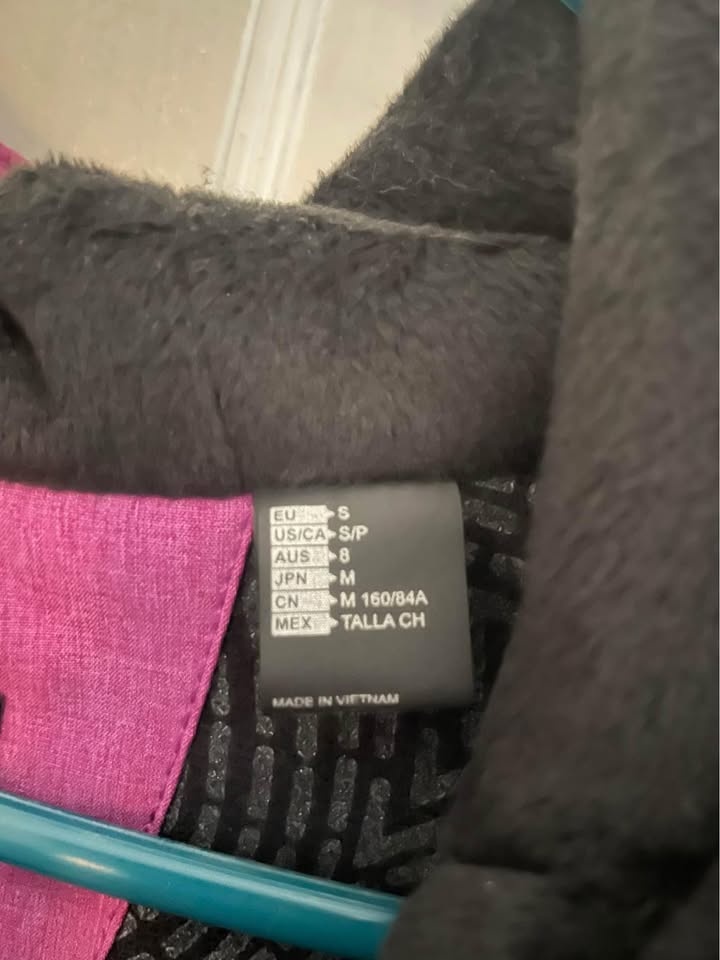 EU S
US/CA S/P
AUS 8
JPN M
CN M 160/84A
MEX TALLA CH
MADE IN VIETNAM